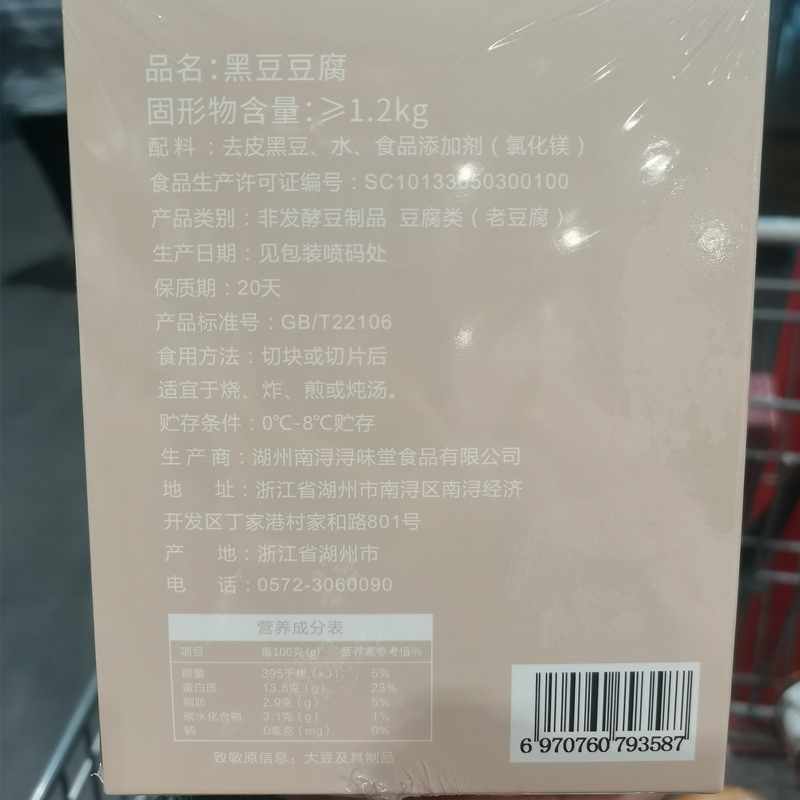 品名：黑豆豆腐
固形物含量：≥1.2kg
配料：去皮黑豆、水、食品添加剂（氯化镁）
食品生产许可证编号：SC10133050300100
产品类别：非发酵豆制品 豆腐类（老豆腐）
生产日期：见包装喷码处
保质期：20天
产品标准号：GB/T22106
食用方法：切块或切片后
适宜于烧、炸、煎或炖汤。
贮存条件：0℃-8℃贮存
生产商：湖州南浔浔味堂食品有限公司
地 址：浙江省湖州市南浔区南浔经济
开发区丁家港村家和路801号
产 地：浙江省湖州市
电 话：0572-3060090
营养成分表
项目 每100克(g) 营养素参考值%
能量 395千焦（kJ） 5%
蛋白质 13.8克（g） 23%
脂肪 2.9克（g） 5%
碳水化合物 3.1克（g） 1%
钠 0毫克（mg） 0%
致敏原信息：大豆及其制品
6 970760 793587